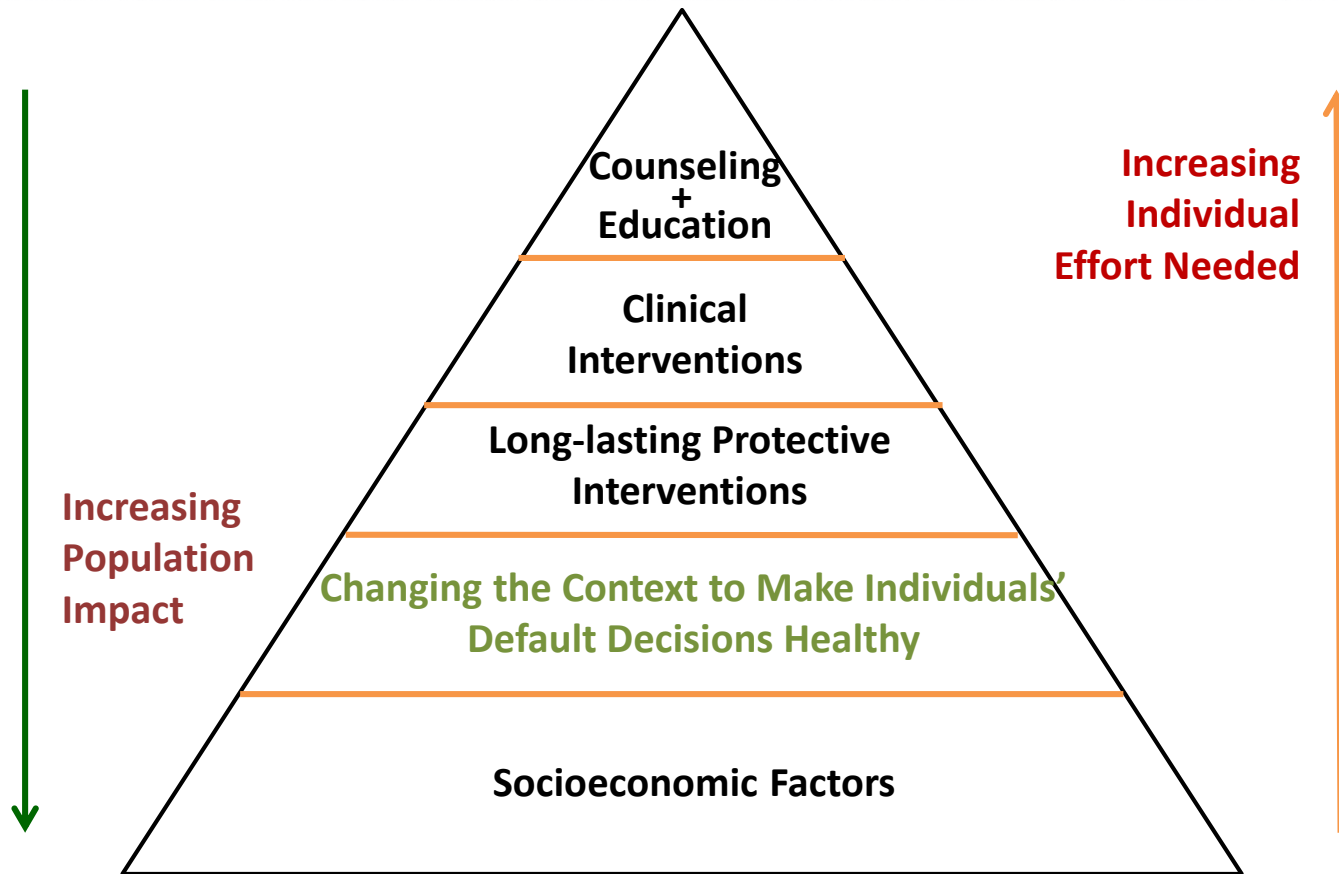 Counseling
+
Education
Increasing
Individual
Effort Needed
Clinical
Interventions
Long-lasting Protective
Interventions
Increasing
Population
Impact
Changing the Context to Make Individuals’
Default Decisions Healthy
Socioeconomic Factors